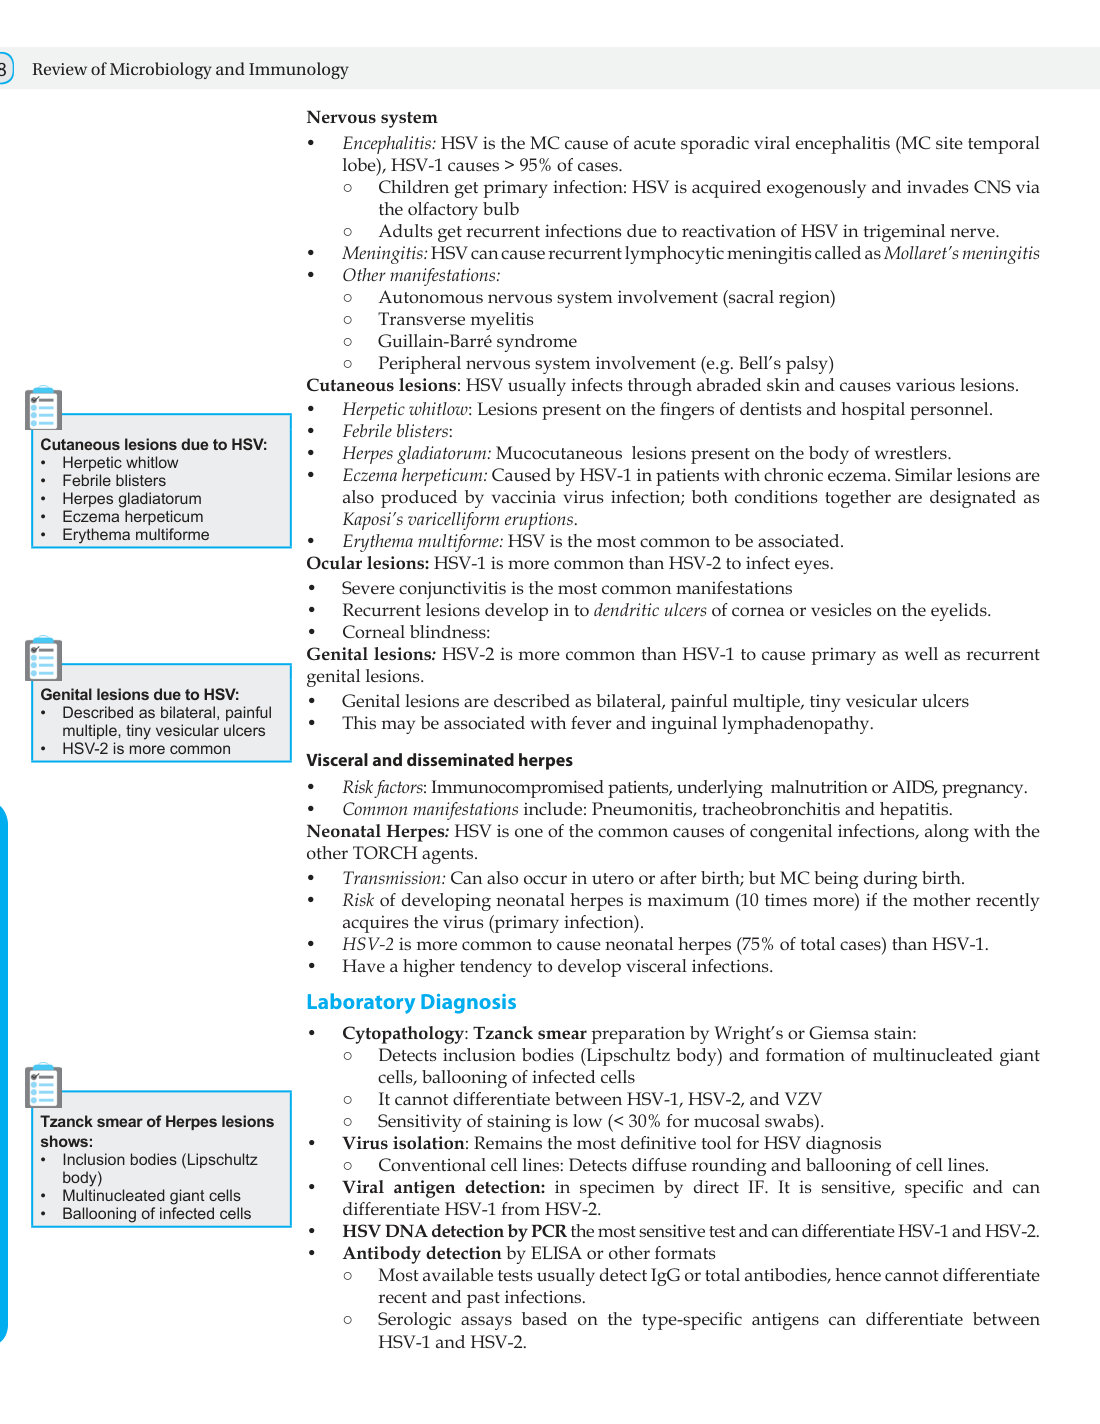 8 Review of Microbiology and Immunology
Nervous system
• Encephalitis: HSV is the MC cause of acute sporadic viral encephalitis (MC site temporal
lobe), HSV-1 causes > 95% of cases.
○ Children get primary infection: HSV is acquired exogenously and invades CNS via
the olfactory bulb
○ Adults get recurrent infections due to reactivation of HSV in trigeminal nerve.
• Meningitis: HSV can cause recurrent lymphocytic meningitis called as Mollaret's meningitis
• Other manifestations:
○ Autonomous nervous system involvement (sacral region)
○ Transverse myelitis
○ Guillain-Barré syndrome
○ Peripheral nervous system involvement (e.g. Bell's palsy)
Cutaneous lesions: HSV usually infects through abraded skin and causes various lesions.
• Herpetic whitlow: Lesions present on the fingers of dentists and hospital personnel.
• Febrile blisters:
• Herpes gladiatorum: Mucocutaneous lesions present on the body of wrestlers.
• Eczema herpeticum: Caused by HSV-1 in patients with chronic eczema. Similar lesions are
also produced by vaccinia virus infection; both conditions together are designated as
Kaposi's varicelliform eruptions.
• Erythema multiforme: HSV is the most common to be associated.
Cutaneous lesions due to HSV:
• Herpetic whitlow
• Febrile blisters
• Herpes gladiatorum
• Eczema herpeticum
• Erythema multiforme
Ocular lesions: HSV-1 is more common than HSV-2 to infect eyes.
• Severe conjunctivitis is the most common manifestations
• Recurrent lesions develop in to dendritic ulcers of cornea or vesicles on the eyelids.
• Corneal blindness:
Genital lesions: HSV-2 is more common than HSV-1 to cause primary as well as recurrent
genital lesions.
• Genital lesions are described as bilateral, painful multiple, tiny vesicular ulcers
• This may be associated with fever and inguinal lymphadenopathy.
Genital lesions due to HSV:
• Described as bilateral, painful
multiple, tiny vesicular ulcers
• HSV-2 is more common
Visceral and disseminated herpes
• Risk factors: Immunocompromised patients, underlying malnutrition or AIDS, pregnancy.
• Common manifestations include: Pneumonitis, tracheobronchitis and hepatitis.
Neonatal Herpes: HSV is one of the common causes of congenital infections, along with the
other TORCH agents.
• Transmission: Can also occur in utero or after birth; but MC being during birth.
• Risk of developing neonatal herpes is maximum (10 times more) if the mother recently
acquires the virus (primary infection).
• HSV-2 is more common to cause neonatal herpes (75% of total cases) than HSV-1.
• Have a higher tendency to develop visceral infections.
Laboratory Diagnosis
• Cytopathology: Tzanck smear preparation by Wright's or Giemsa stain:
○ Detects inclusion bodies (Lipschultz body) and formation of multinucleated giant
cells, ballooning of infected cells
○ It cannot differentiate between HSV-1, HSV-2, and VZV
○ Sensitivity of staining is low (< 30% for mucosal swabs).
• Virus isolation: Remains the most definitive tool for HSV diagnosis
○ Conventional cell lines: Detects diffuse rounding and ballooning of cell lines.
• Viral antigen detection: in specimen by direct IF. It is sensitive, specific and can
differentiate HSV-1 from HSV-2.
• HSV DNA detection by PCR the most sensitive test and can differentiate HSV-1 and HSV-2.
• Antibody detection by ELISA or other formats
○ Most available tests usually detect IgG or total antibodies, hence cannot differentiate
recent and past infections.
○ Serologic assays based on the type-specific antigens can differentiate between
HSV-1 and HSV-2.
Tzanck smear of Herpes lesions
shows:
• Inclusion bodies (Lipschultz
body)
• Multinucleated giant cells
• Ballooning of infected cells